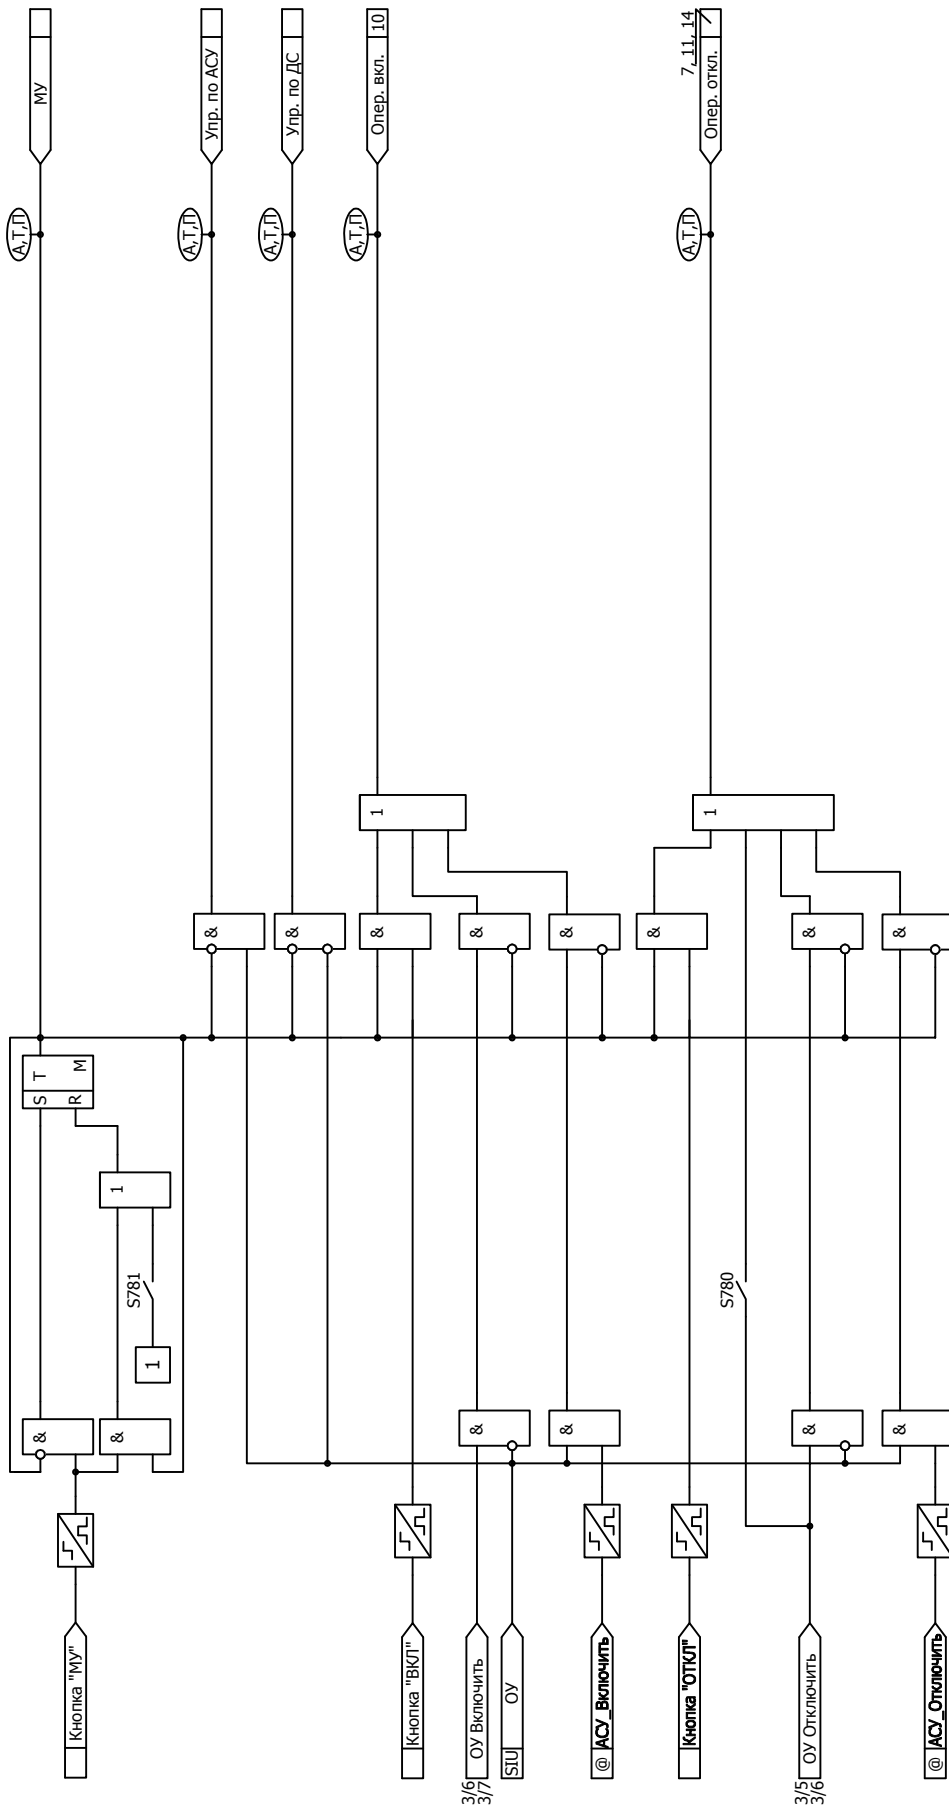 МУ
Упр. по АСУ
Упр. по ДС
Опер. вкл. 10
7, 11, 14
Опер. откл.
А,Т,П
А,Т,П
А,Т,П
А,Т,П
А,Т,П
1
1
&
&
&
&
&
&
&
&
T M
S R
1
S781
1
S780
&
&
&
&
&
&
Кнопка "МУ"
Кнопка "ВКЛ"
3/6
3/7
ОУ Включить
SIU ОУ
@ АСУ_Включить
Кнопка "ОТКЛ"
3/5
3/6
ОУ Отключить
@ АСУ_Отключить